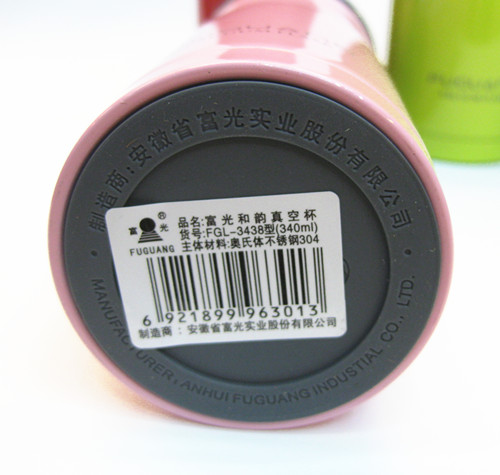 制造商:安徽省富光实业股份有限公司
富 光 ®
FUGUANG
品名:富光和韵真空杯
货号:FGL-3438型(340ml)
主体材料:奥氏体不锈钢304
6 921899 963013
制造商:安徽省富光实业股份有限公司
MANUFACTURER:ANHUI FUGUANG INDUSTIAL CO., LTD.